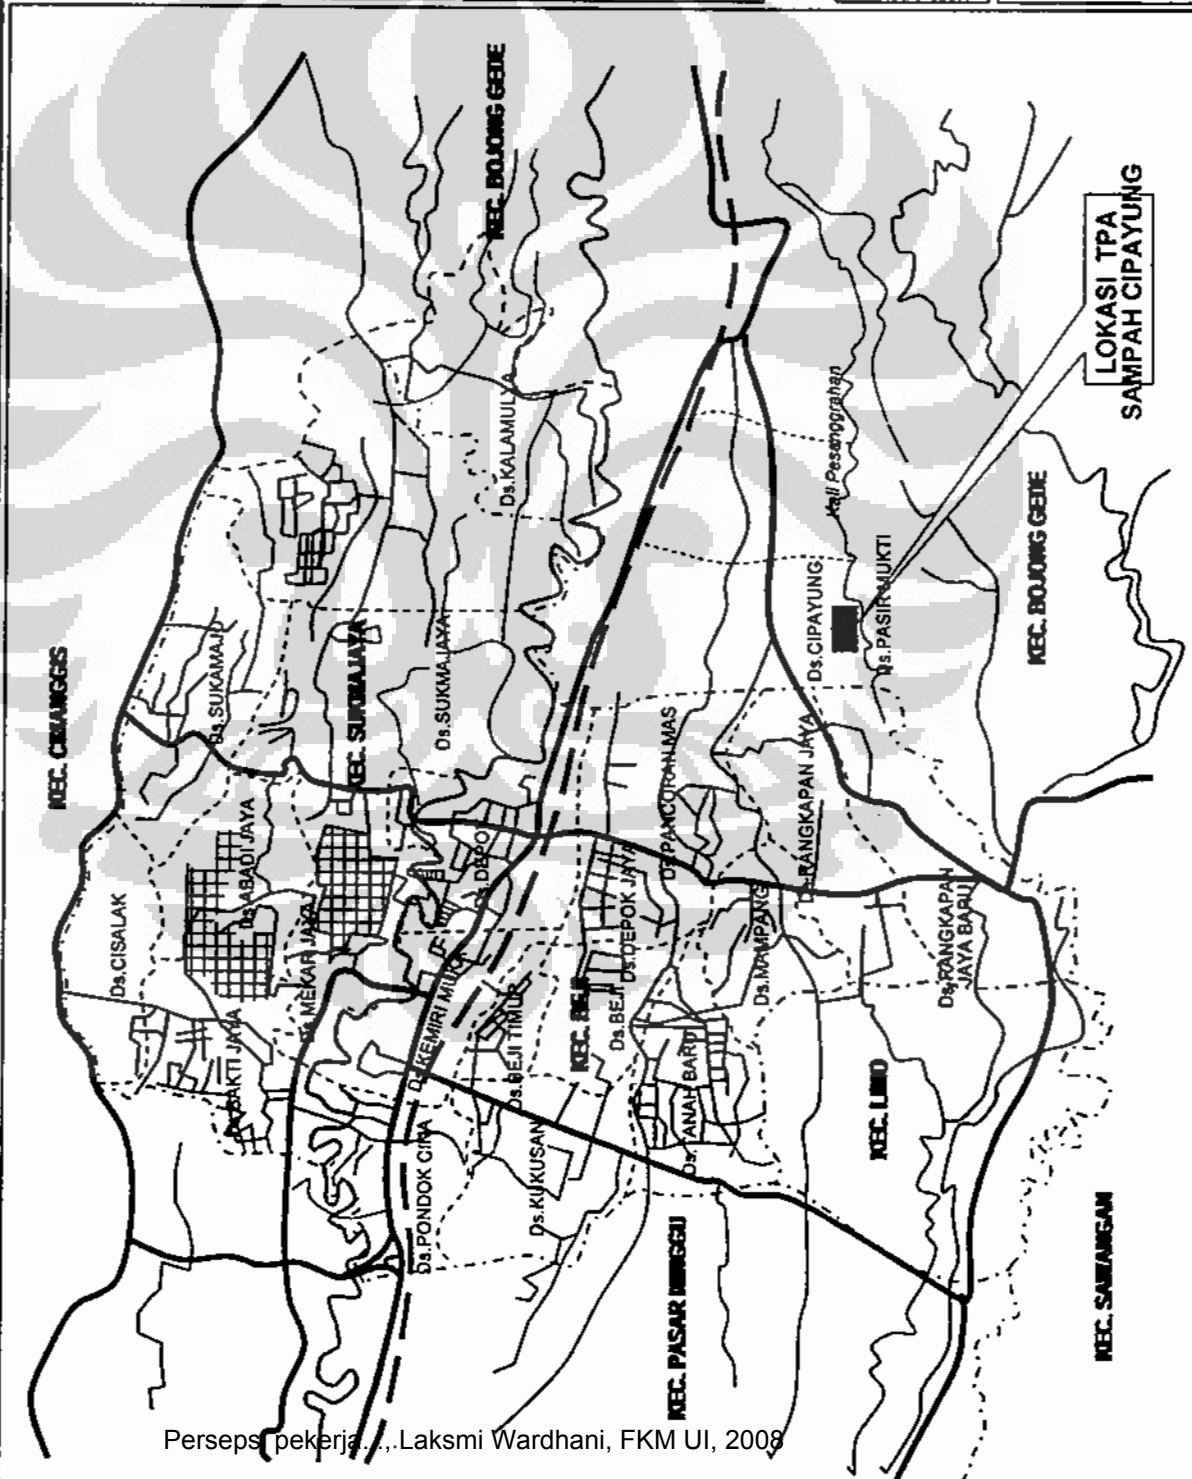 KEC. CIMANGGIS
KEC. BOJONG GEDE
Ds.CISALAK
Ds.SUKAMAJU
Ds.ABADI JAYA
Ds.BAKTI JAYA
Ds.MEKAR JAYA
KEC. SUKMAJAYA
Ds.SUKMAJAYA
Ds.KALAMULYA
Ds.DEPOK
Ds.KEMIRI MUKA
Ds.PONDOK CINA
Ds.BEJI TIMUR
Ds.KUKUSAN
KEC. BEJI
Ds.BEJI
Ds.DEPOK JAYA
Ds.PANCORAN MAS
Ds.TANAH BARU
Ds.MAMPANG
Ds.RANGKAPAN JAYA
Ds.CIPAYUNG
Kali Pesanggrahan
Ds.PASIR MUKTI
LOKASI TPA
SAMPAH CIPAYUNG
Ds.RANGKAPAN
JAYA BARU
KEC. LIMO
KEC. BOJONG GEDE
KEC. PASAR MINGGU
KEC. SAWANGAN
Persepsi pekerja..., Laksmi Wardhani, FKM UI, 2008